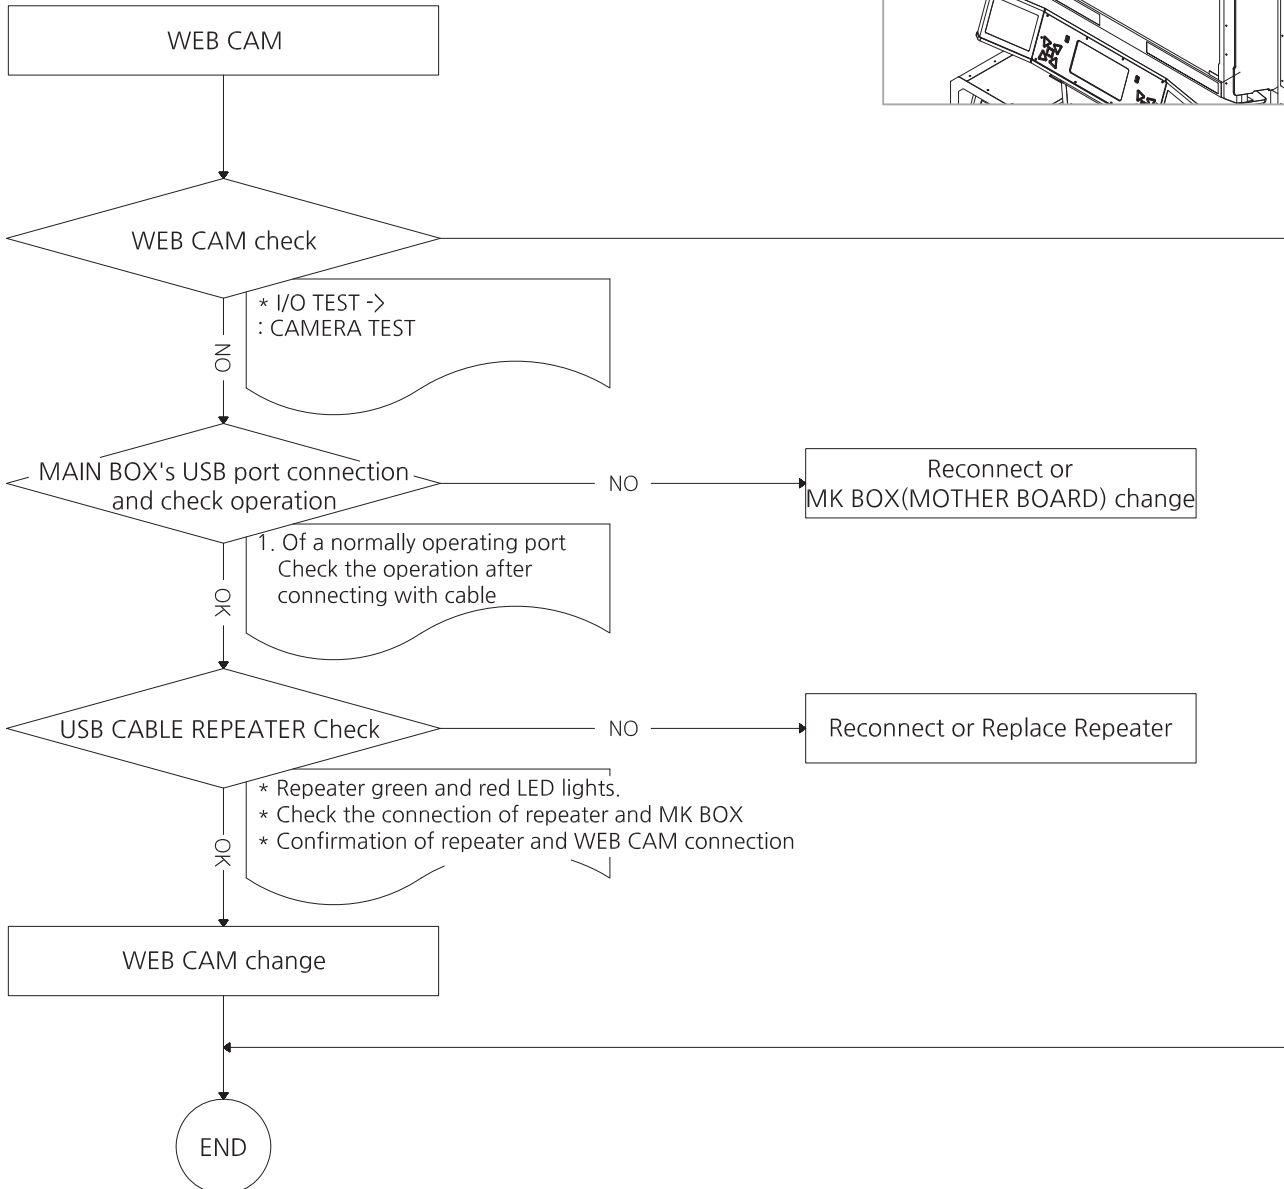 WEB CAM
WEB CAM check
* I/O TEST ->
: CAMERA TEST
NO
MAIN BOX's USB port connection
and check operation
NO
Reconnect or
MK BOX(MOTHER BOARD) change
1. Of a normally operating port
Check the operation after
connecting with cable
OK
USB CABLE REPEATER Check
NO
Reconnect or Replace Repeater
* Repeater green and red LED lights.
* Check the connection of repeater and MK BOX
* Confirmation of repeater and WEB CAM connection
OK
WEB CAM change
END